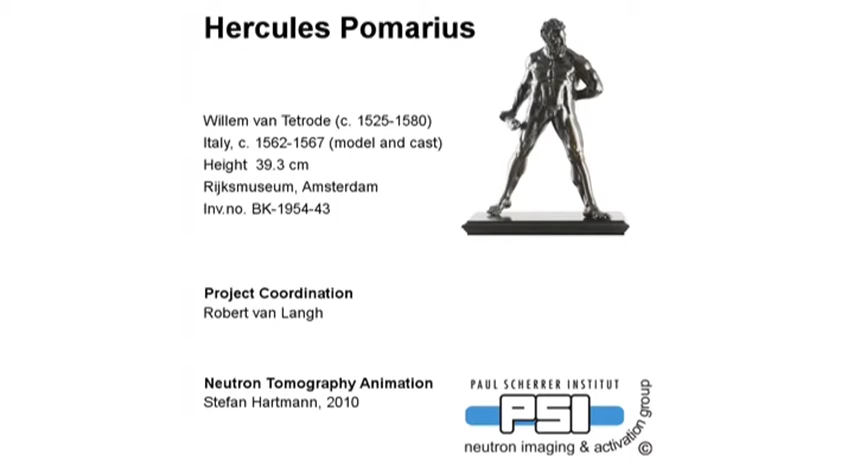 Hercules Pomarius
Willem van Tetrode (c. 1525-1580)
Italy, c. 1562-1567 (model and cast)
Height 39.3 cm
Rijksmuseum, Amsterdam
Inv.no. BK-1954-43
Project Coordination
Robert van Langh
Neutron Tomography Animation
Stefan Hartmann, 2010
PAUL SCHERRER INSTITUT
PSI
neutron imaging & activation group ©